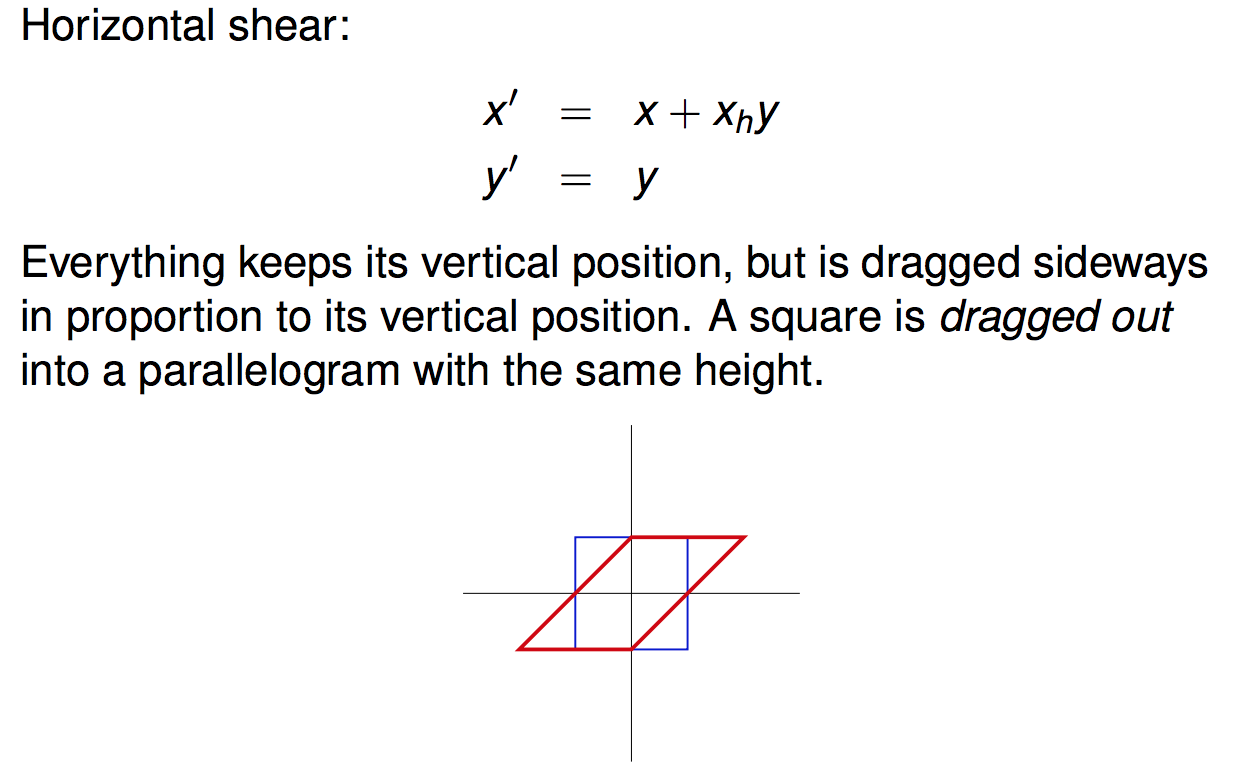 Horizontal shear:
x′ = x + xₕy
y′ = y
Everything keeps its vertical position, but is dragged sideways
in proportion to its vertical position. A square is dragged out
into a parallelogram with the same height.